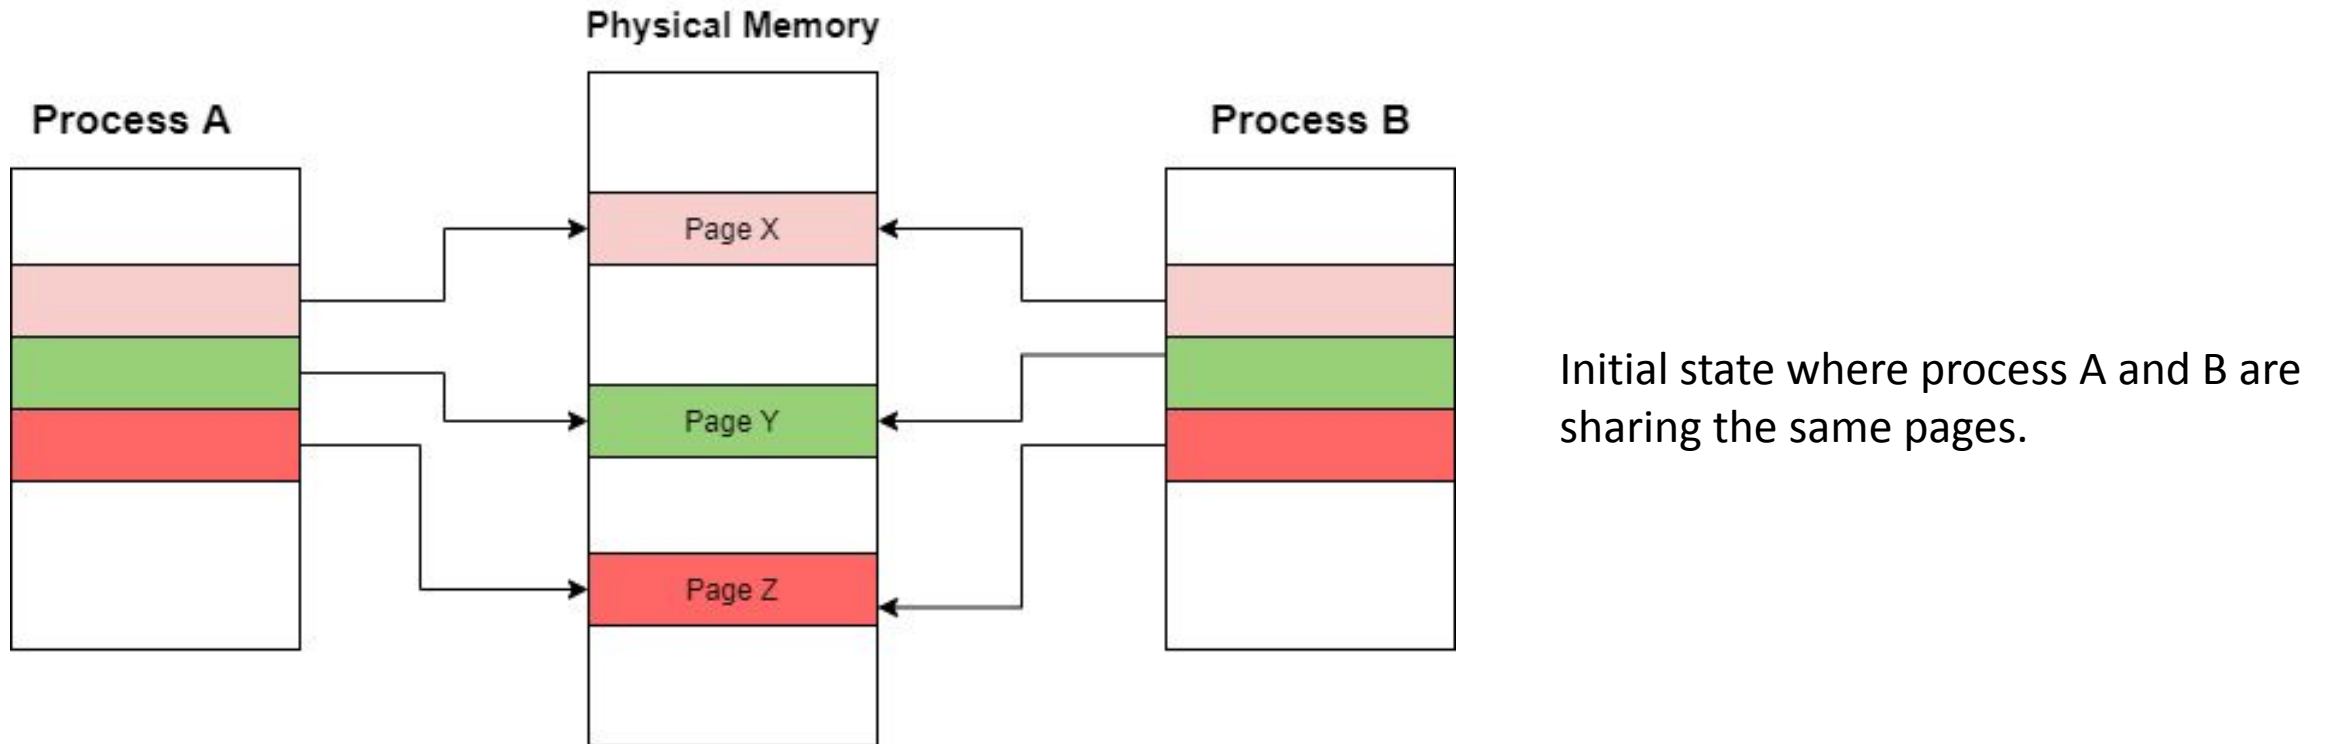 Physical Memory
Process A
Process B
Page X
Page Y
Page Z
Initial state where process A and B are
sharing the same pages.